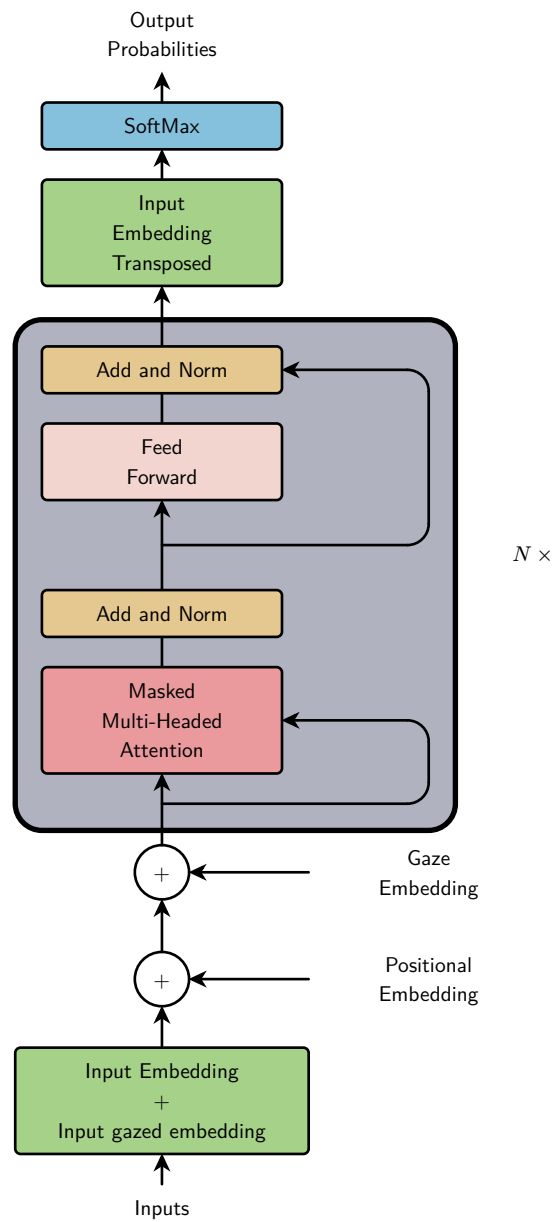 Output
Probabilities
SoftMax
Input
Embedding
Transposed
Add and Norm
Feed
Forward
N ×
Add and Norm
Masked
Multi-Headed
Attention
+
Gaze
Embedding
+
Positional
Embedding
Input Embedding
+
Input gazed embedding
Inputs